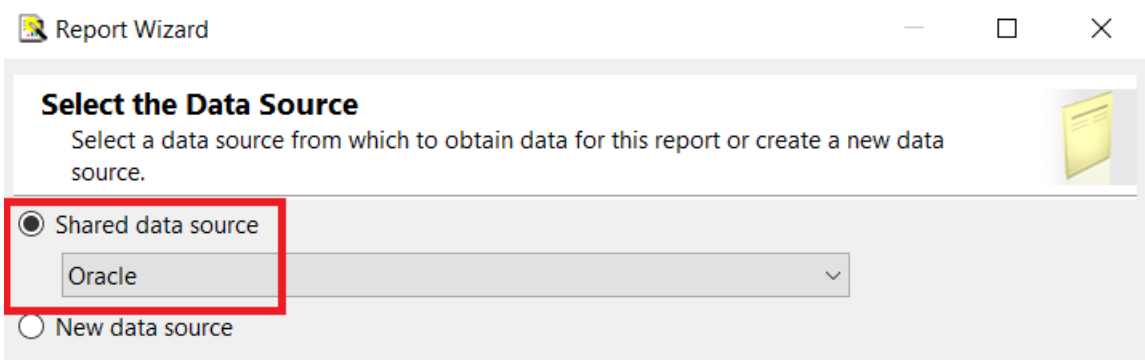 Report Wizard
Select the Data Source
Select a data source from which to obtain data for this report or create a new data
source.
Shared data source
Oracle
New data source